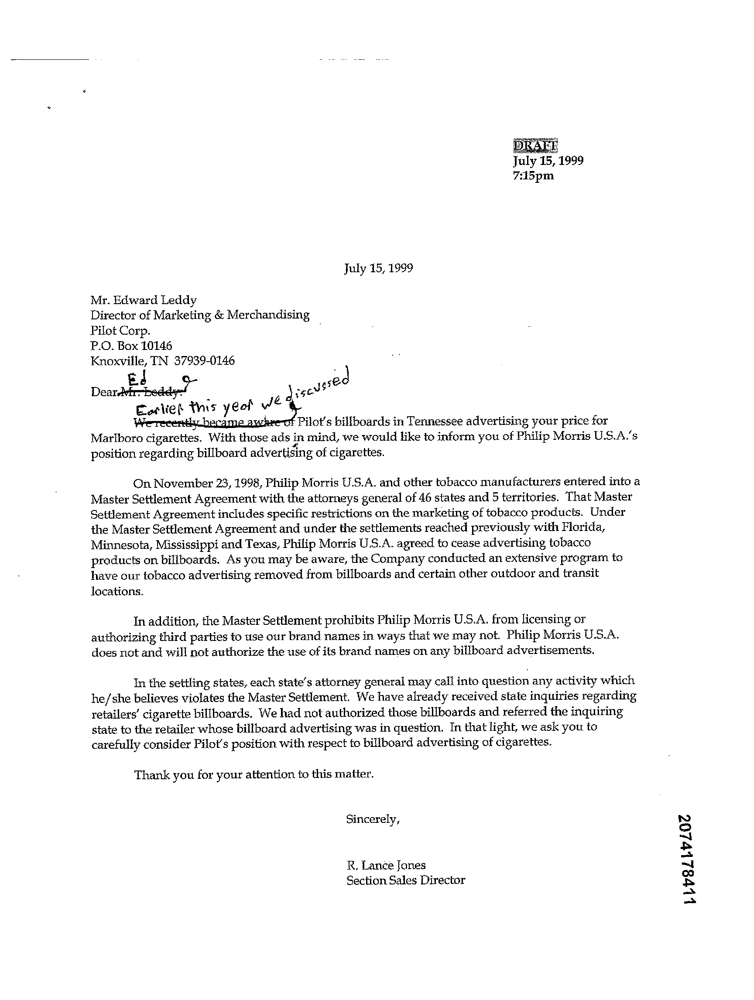 DRAFT
July 15, 1999
7:15pm
July 15, 1999
Mr. Edward Leddy
Director of Marketing & Merchandising
Pilot Corp.
P.O. Box 10146
Knoxville, TN 37939-0146
Ed
Dear Mr. Leddy:
Earlier this year we discussed
We recently became aware of Pilot's billboards in Tennessee advertising your price for
Marlboro cigarettes. With those ads in mind, we would like to inform you of Philip Morris U.S.A.'s
position regarding billboard advertising of cigarettes.
On November 23, 1998, Philip Morris U.S.A. and other tobacco manufacturers entered into a
Master Settlement Agreement with the attorneys general of 46 states and 5 territories. That Master
Settlement Agreement includes specific restrictions on the marketing of tobacco products. Under
the Master Settlement Agreement and under the settlements reached previously with Florida,
Minnesota, Mississippi and Texas, Philip Morris U.S.A. agreed to cease advertising tobacco
products on billboards. As you may be aware, the Company conducted an extensive program to
have our tobacco advertising removed from billboards and certain other outdoor and transit
locations.
In addition, the Master Settlement prohibits Philip Morris U.S.A. from licensing or
authorizing third parties to use our brand names in ways that we may not. Philip Morris U.S.A.
does not and will not authorize the use of its brand names on any billboard advertisements.
In the settling states, each state's attorney general may call into question any activity which
he/she believes violates the Master Settlement. We have already received state inquiries regarding
retailers' cigarette billboards. We had not authorized those billboards and referred the inquiring
state to the retailer whose billboard advertising was in question. In that light, we ask you to
carefully consider Pilot's position with respect to billboard advertising of cigarettes.
Thank you for your attention to this matter.
Sincerely,
R. Lance Jones
Section Sales Director
2074178411